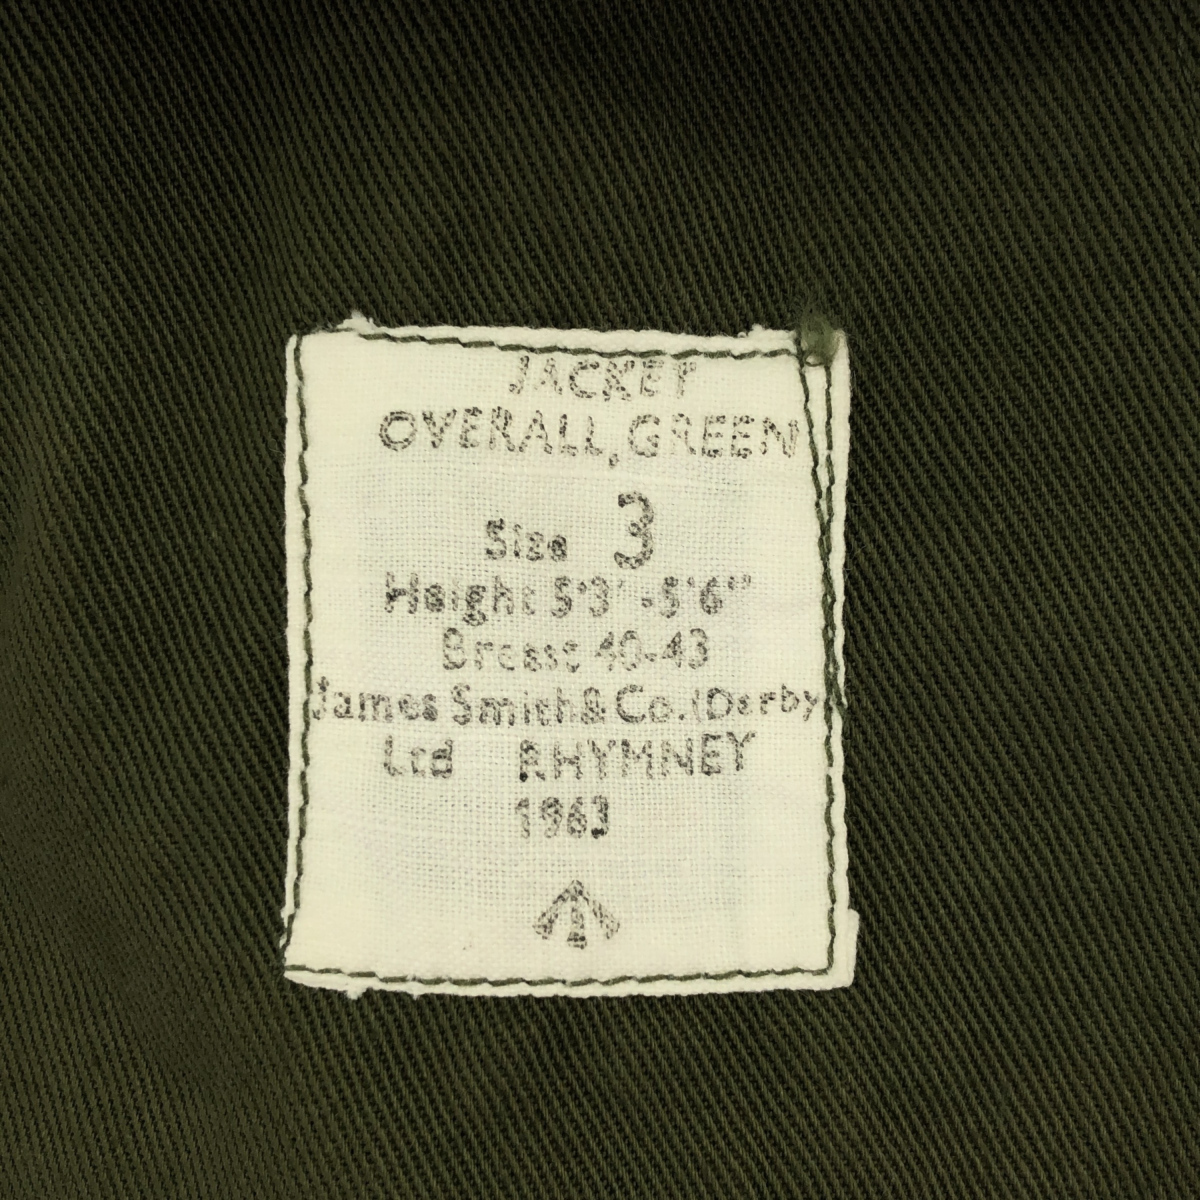 JACKET
OVERALL, GREEN
Size 3
Height 5'3" -5'6"
Breast 40-43
James Smith & Co. (Derby)
Ltd RHYMNEY
1963